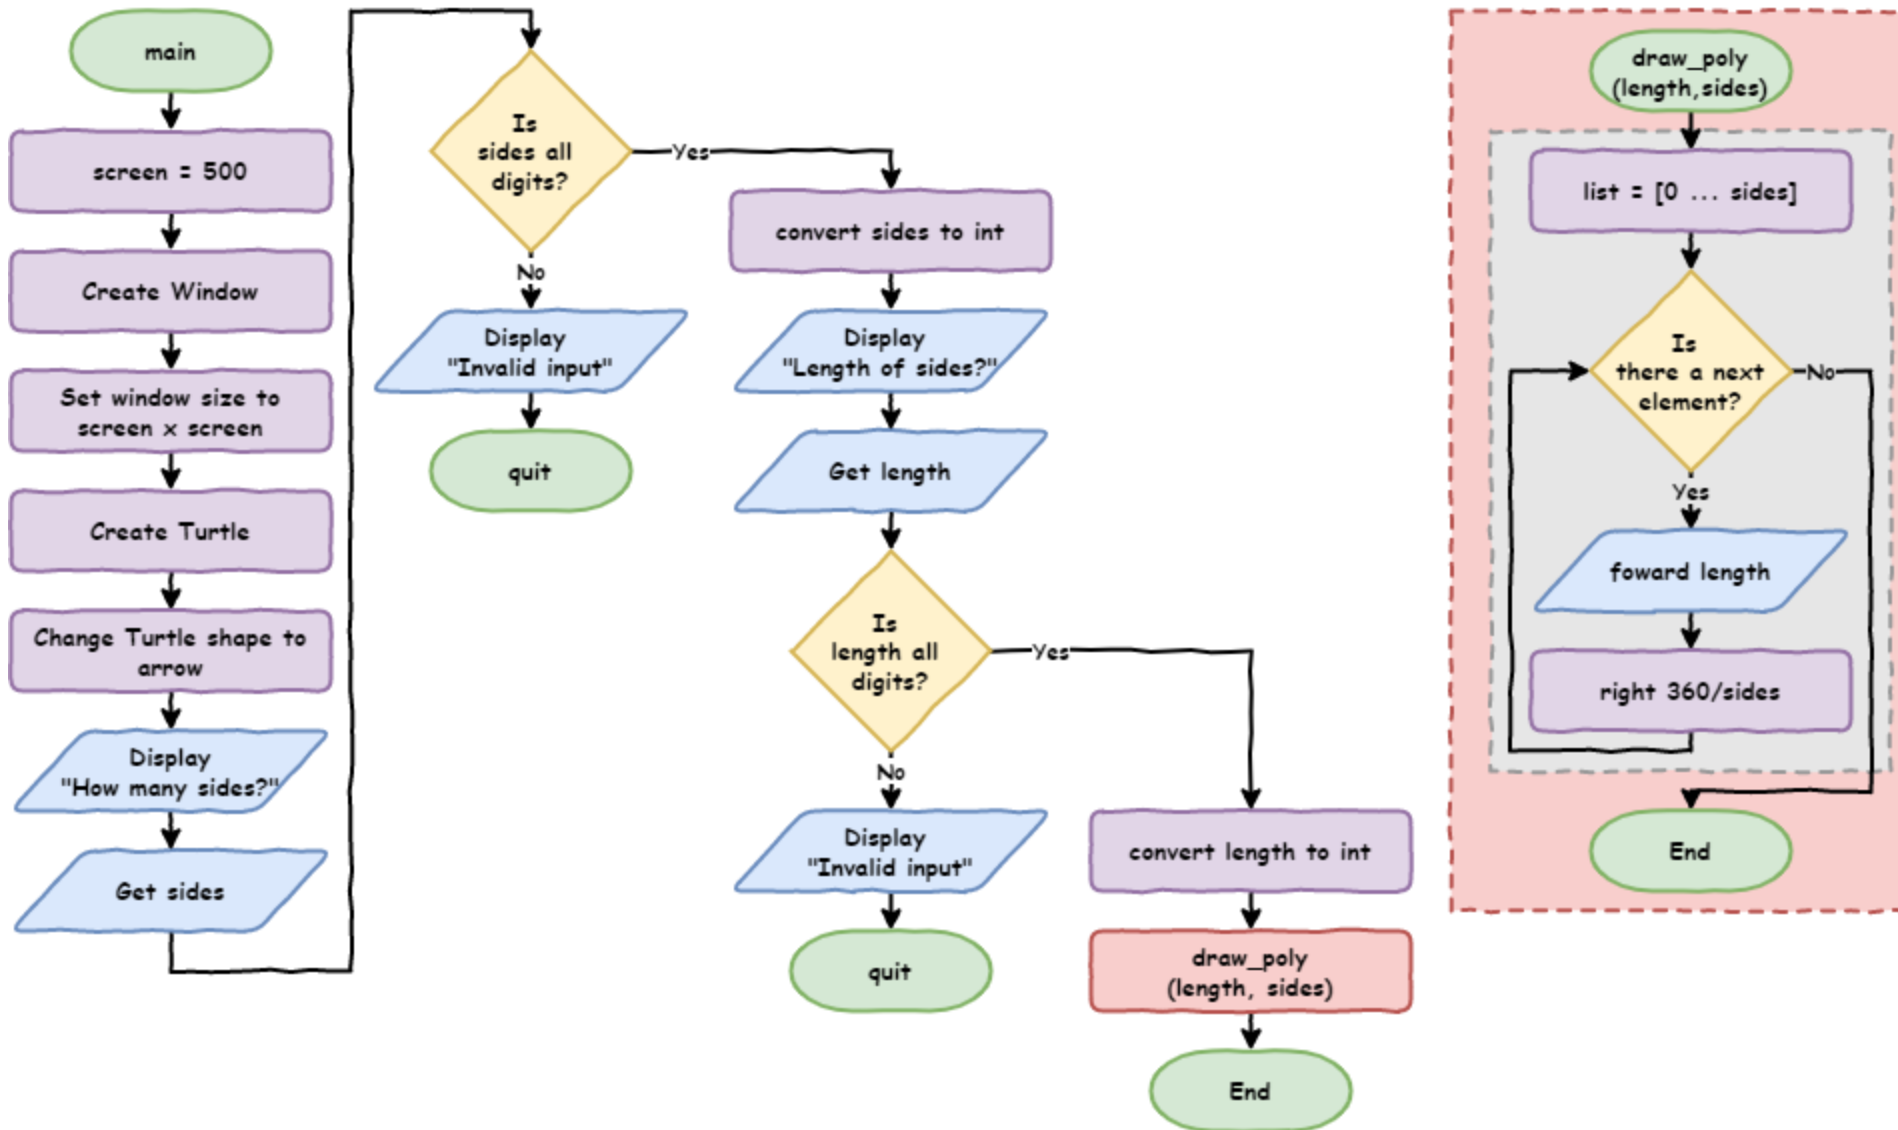 main
screen = 500
Create Window
Set window size to
screen x screen
Create Turtle
Change Turtle shape to
arrow
Display
"How many sides?"
Get sides
Is
sides all
digits?
Yes
No
Display
"Invalid input"
quit
convert sides to int
Display
"Length of sides?"
Get length
Is
length all
digits?
Yes
No
Display
"Invalid input"
quit
convert length to int
draw_poly
(length, sides)
End
draw_poly
(length,sides)
list = [0 ... sides]
Is
there a next
element?
No
Yes
foward length
right 360/sides
End